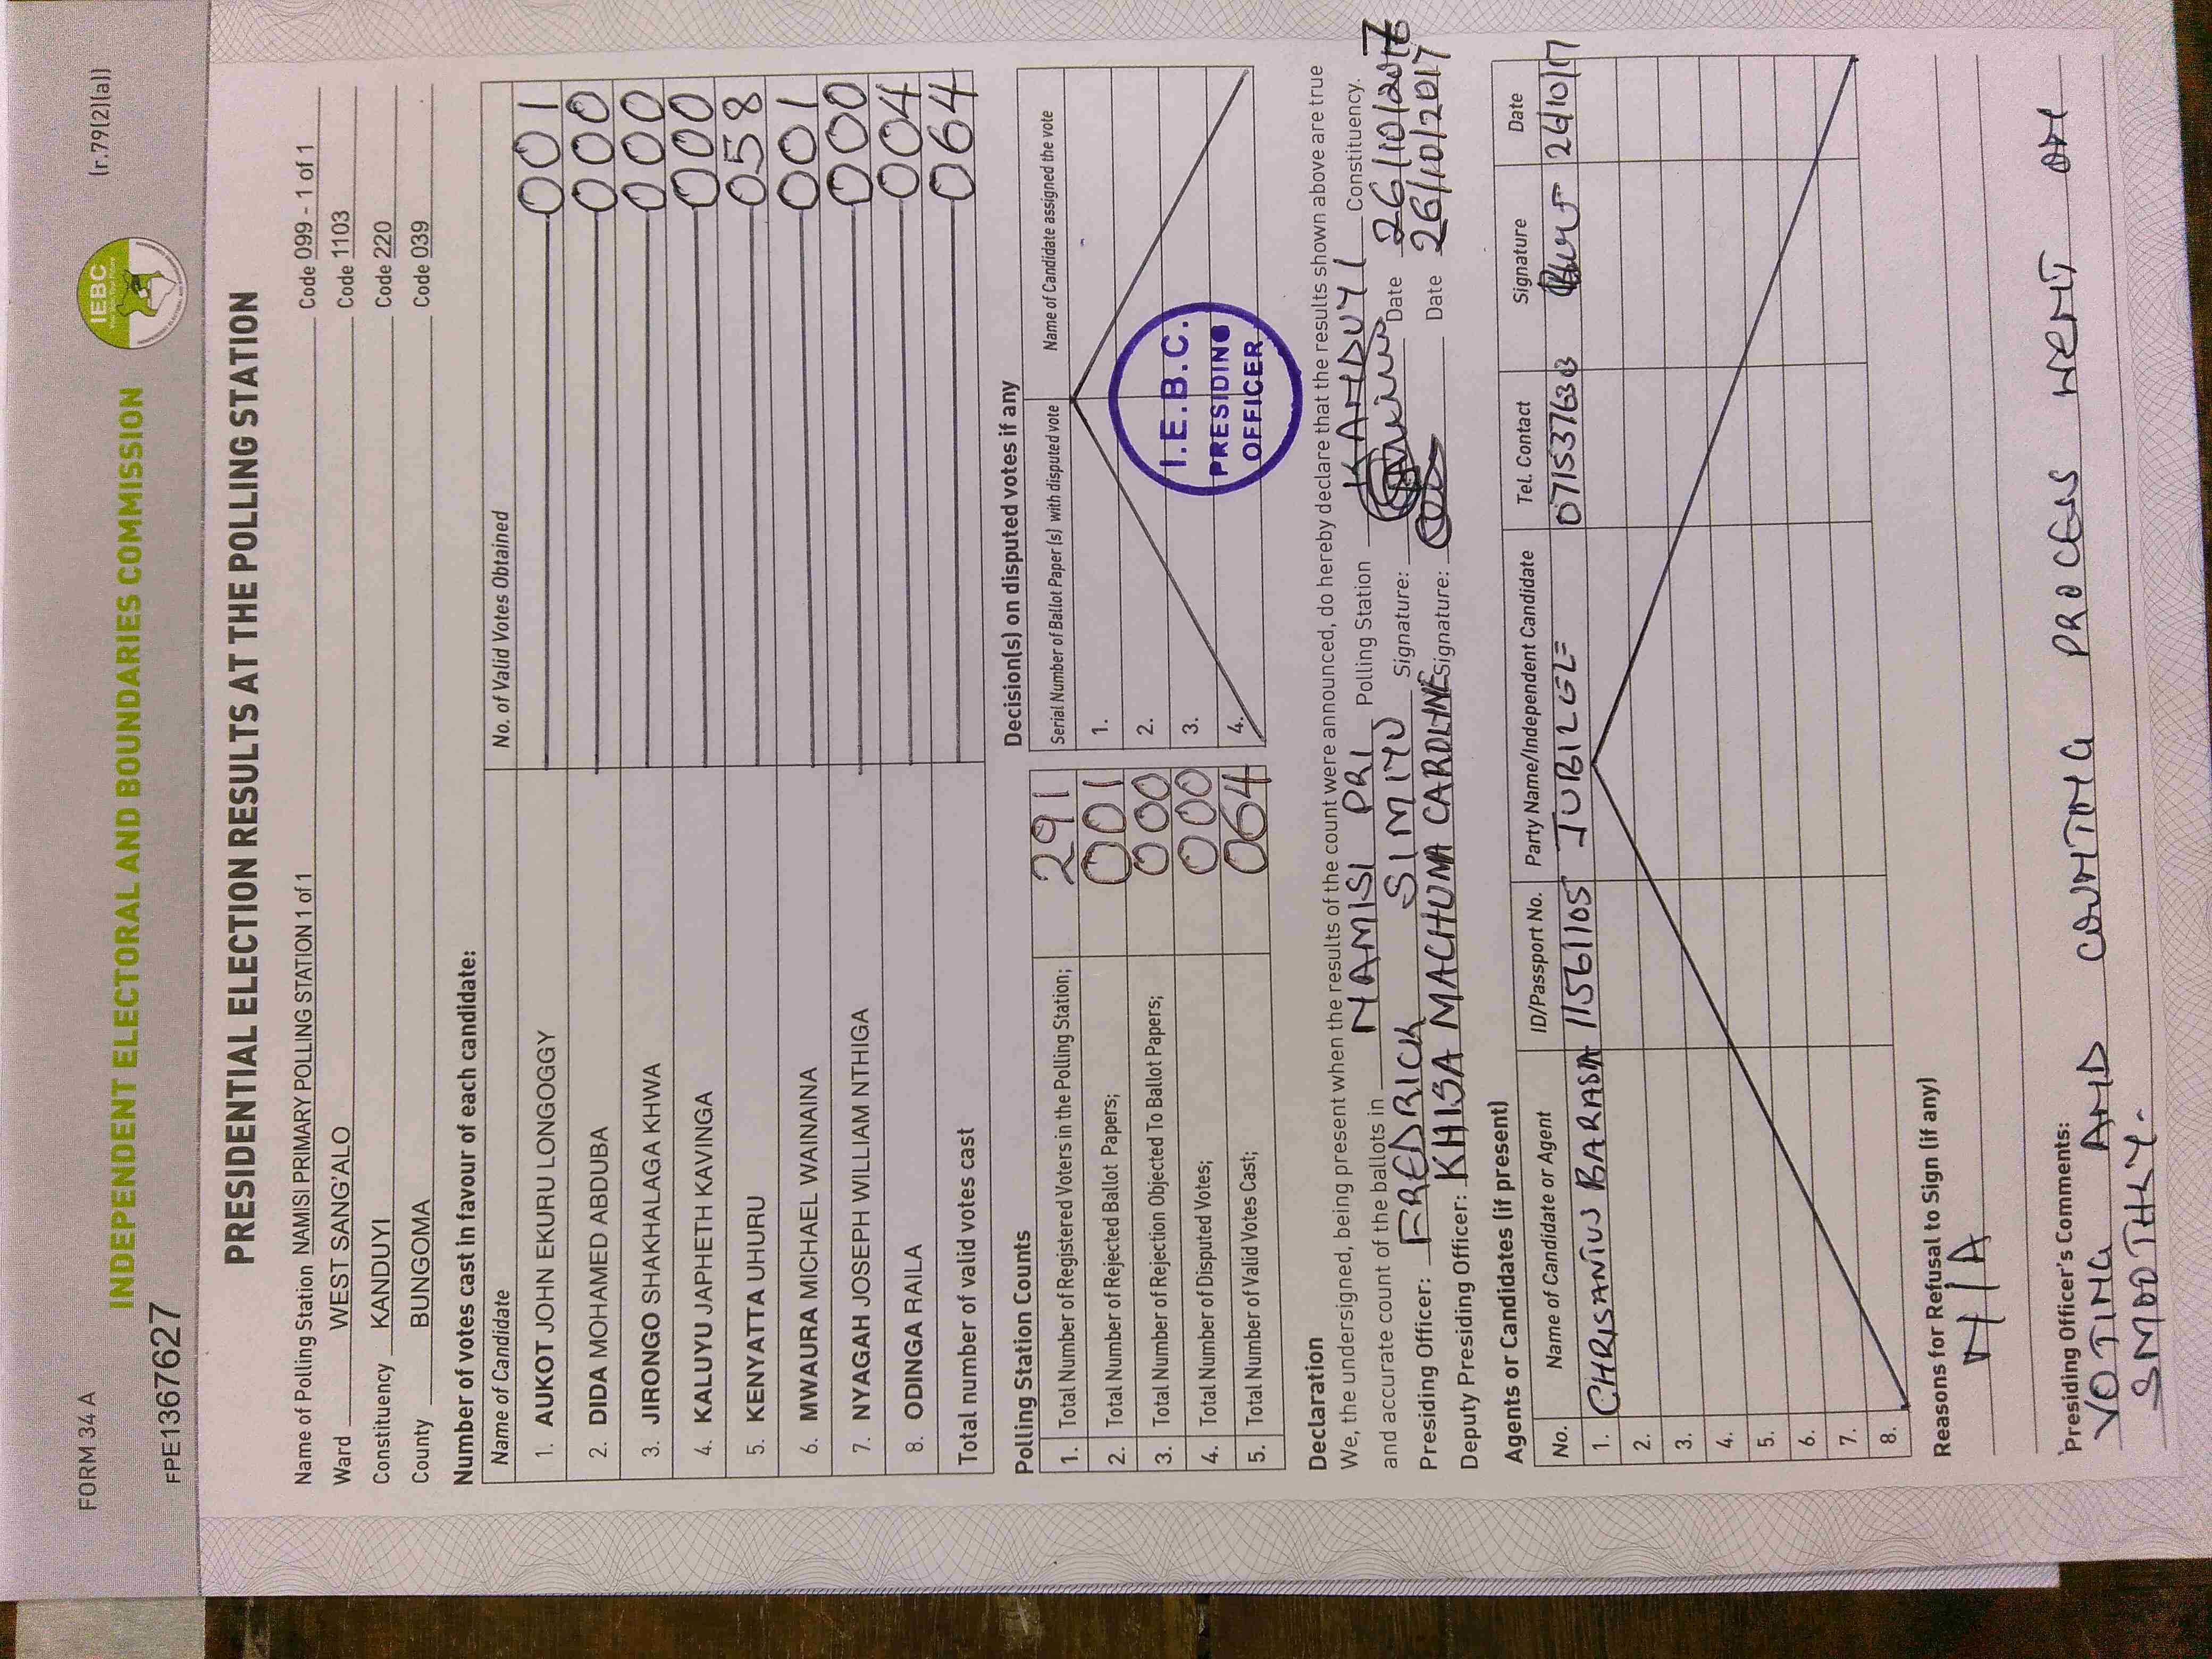 FORM 34 A
(r.79(2)(a))
IEBC
INDEPENDENT ELECTORAL AND BOUNDARIES COMMISSION
FPE1367627
PRESIDENTIAL ELECTION RESULTS AT THE POLLING STATION
Name of Polling Station NAMISI PRIMARY POLLING STATION 1 of 1 Code 099 - 1 of 1
Ward WEST SANG'ALO Code 1103
Constituency KANDUYI Code 220
County BUNGOMA Code 039
Number of votes cast in favour of each candidate:
Name of Candidate No. of Valid Votes Obtained
1. AUKOT JOHN EKURU LONGOGGY 001
2. DIDA MOHAMED ABDUBA 000
3. JIRONGO SHAKHALAGA KHWA 000
4. KALUYU JAPHETH KAVINGA 000
5. KENYATTA UHURU 058
6. MWAURA MICHAEL WAINAINA 001
7. NYAGAH JOSEPH WILLIAM NTHIGA 000
8. ODINGA RAILA 004
Total number of valid votes cast 064
Polling Station Counts
1. Total Number of Registered Voters in the Polling Station; 291
2. Total Number of Rejected Ballot Papers; 001
3. Total Number of Rejection Objected To Ballot Papers; 000
4. Total Number of Disputed Votes; 000
5. Total Number of Valid Votes Cast; 064
Decision(s) on disputed votes if any
Serial Number of Ballot Paper (s) with disputed vote Name of Candidate assigned the vote
1.
2.
3.
4.
I.E.B.C.
PRESIDING
OFFICER
Declaration
We, the undersigned, being present when the results of the count were announced, do hereby declare that the results shown above are true
and accurate count of the ballots in NAMISI PRI Polling Station KANDUYI Constituency.
Presiding Officer: FREDRICK SIMIYU Signature: Date 26/10/2017
Deputy Presiding Officer: KHISA MACHUMA CAROLINE Signature: Date 26/10/2017
Agents or Candidates (if present)
No. Name of Candidate or Agent ID/Passport No. Party Name/Independent Candidate Tel. Contact Signature Date
1. CHRISANTUS BARASA 11561105 JUBILEE 26/10/17
2.
3.
4.
5.
6.
7.
8.
Reasons for Refusal to Sign (if any)
N/A
Presiding Officer's Comments:
VOTING AND COUNTING PROCESS WENT ON
SMOOTHLY.